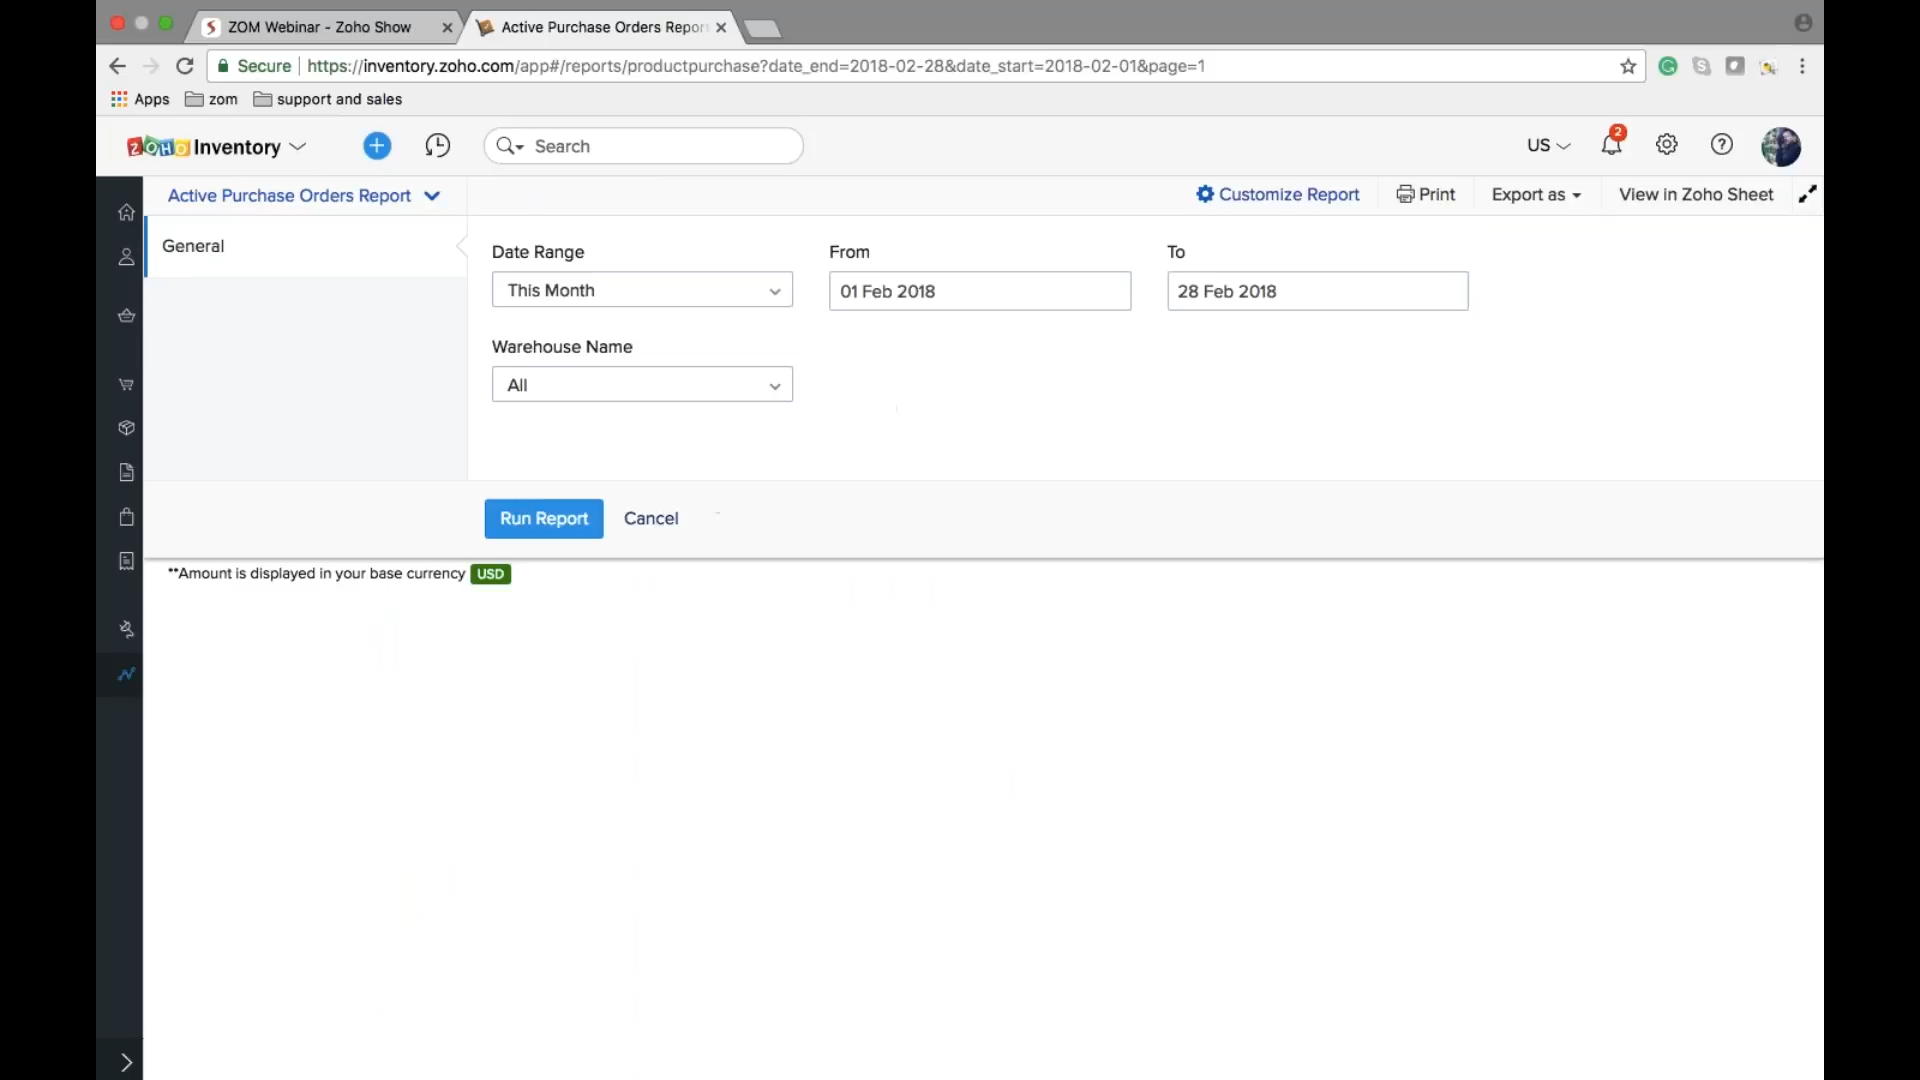 ZOM Webinar - Zoho Show
Active Purchase Orders Repor
Secure https://inventory.zoho.com/app#/reports/productpurchase?date_end=2018-02-28&date_start=2018-02-01&page=1
Apps zom support and sales
ZOHO Inventory Search US 2
Active Purchase Orders Report Customize Report Print Export as View in Zoho Sheet
General
Date Range From To
This Month 01 Feb 2018 28 Feb 2018
Warehouse Name
All
Run Report Cancel
**Amount is displayed in your base currency USD